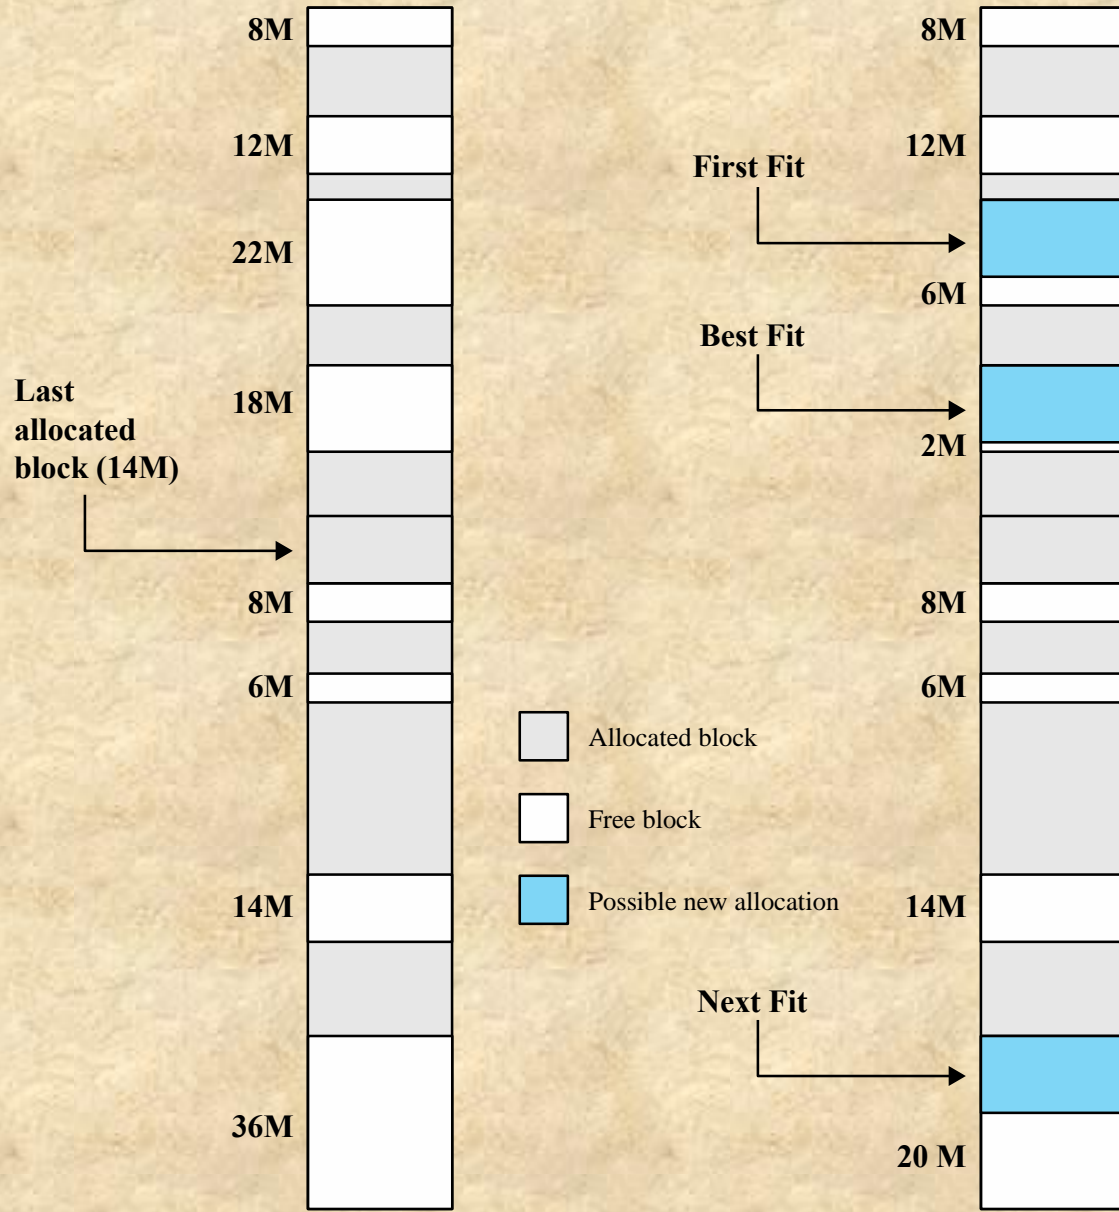 8M
12M
22M
18M
Last
allocated
block (14M)
8M
6M
14M
36M
Allocated block
Free block
Possible new allocation
8M
12M
First Fit
6M
Best Fit
2M
8M
6M
14M
Next Fit
20 M